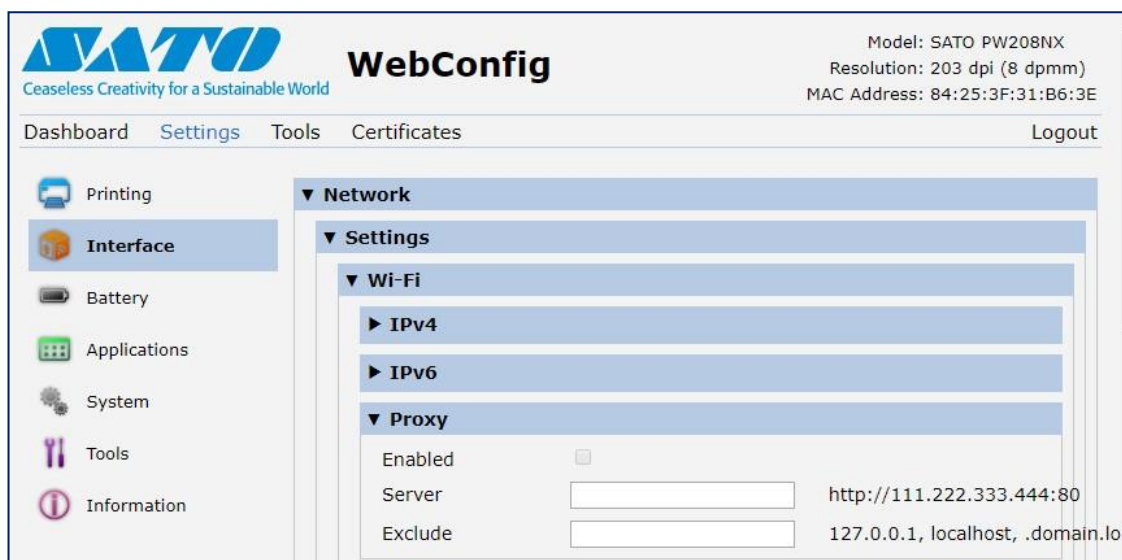 SATO
Ceaseless Creativity for a Sustainable World
WebConfig
Model: SATO PW208NX
Resolution: 203 dpi (8 dpmm)
MAC Address: 84:25:3F:31:B6:3E
Dashboard Settings Tools Certificates Logout
Printing
Interface
Battery
Applications
System
Tools
Information
▼ Network
▼ Settings
▼ Wi-Fi
▶ IPv4
▶ IPv6
▼ Proxy
Enabled
Server http://111.222.333.444:80
Exclude 127.0.0.1, localhost, .domain.lo